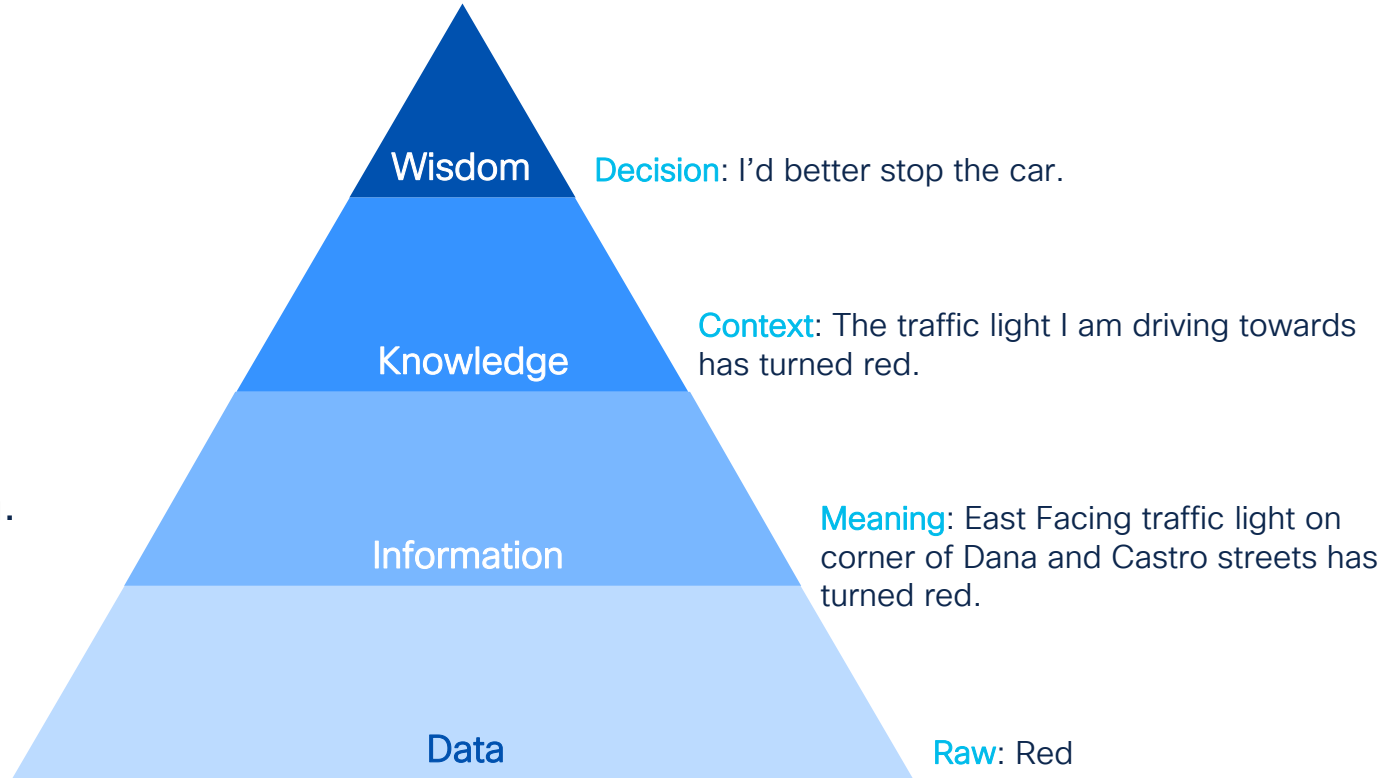 Wisdom
Decision: I’d better stop the car.
Context: The traffic light I am driving towards
has turned red.
Knowledge
.
Meaning: East Facing traffic light on
corner of Dana and Castro streets has
turned red.
Information
Data
Raw: Red